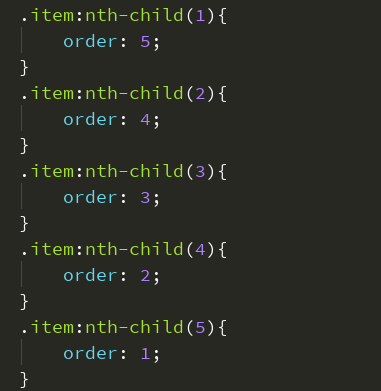 .item:nth-child(1){
    order: 5;
}
.item:nth-child(2){
    order: 4;
}
.item:nth-child(3){
    order: 3;
}
.item:nth-child(4){
    order: 2;
}
.item:nth-child(5){
    order: 1;
}